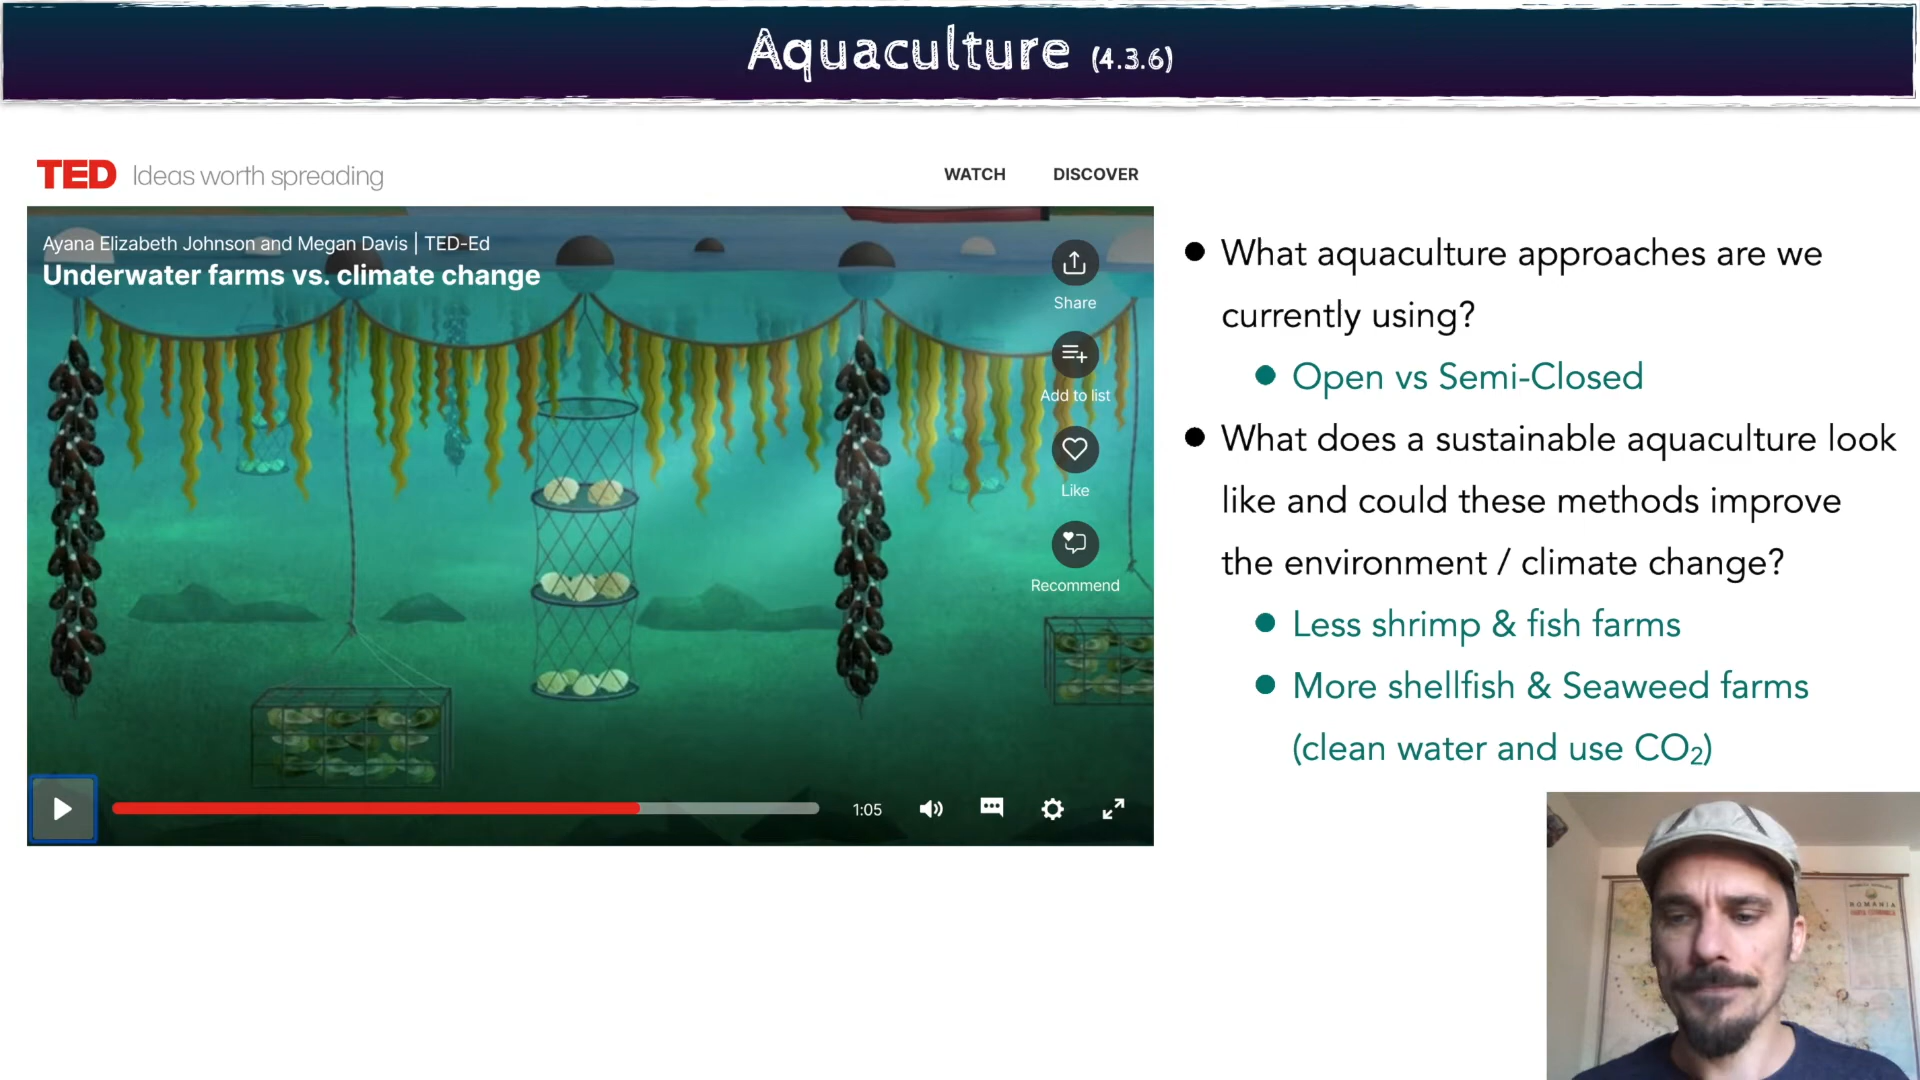 Aquaculture (4.3.6)
TED Ideas worth spreading
WATCH DISCOVER
Ayana Elizabeth Johnson and Megan Davis | TED-Ed
Underwater farms vs. climate change
Share
Add to list
Like
Recommend
1:05
What aquaculture approaches are we
currently using?
Open vs Semi-Closed
What does a sustainable aquaculture look
like and could these methods improve
the environment / climate change?
Less shrimp & fish farms
More shellfish & Seaweed farms
(clean water and use CO₂)
ROMANIA